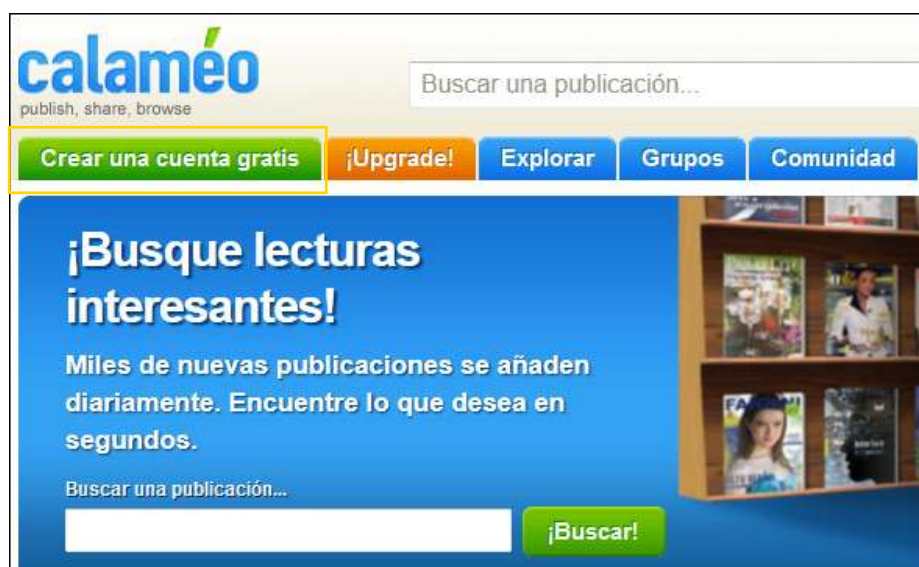 calaméo
publish, share, browse
Buscar una publicación...
Crear una cuenta gratis
¡Upgrade!
Explorar
Grupos
Comunidad
¡Busque lecturas
interesantes!
Miles de nuevas publicaciones se añaden
diariamente. Encuentre lo que desea en
segundos.
Buscar una publicación...
¡Buscar!